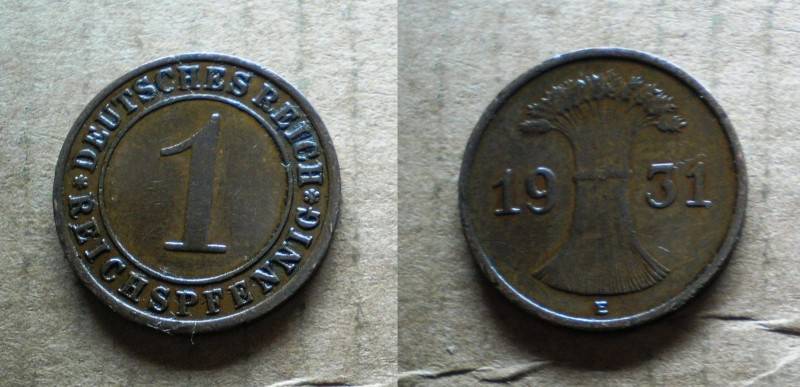 * DEUTSCHES REICH *
REICHSPFENNIG
1
19 31
E